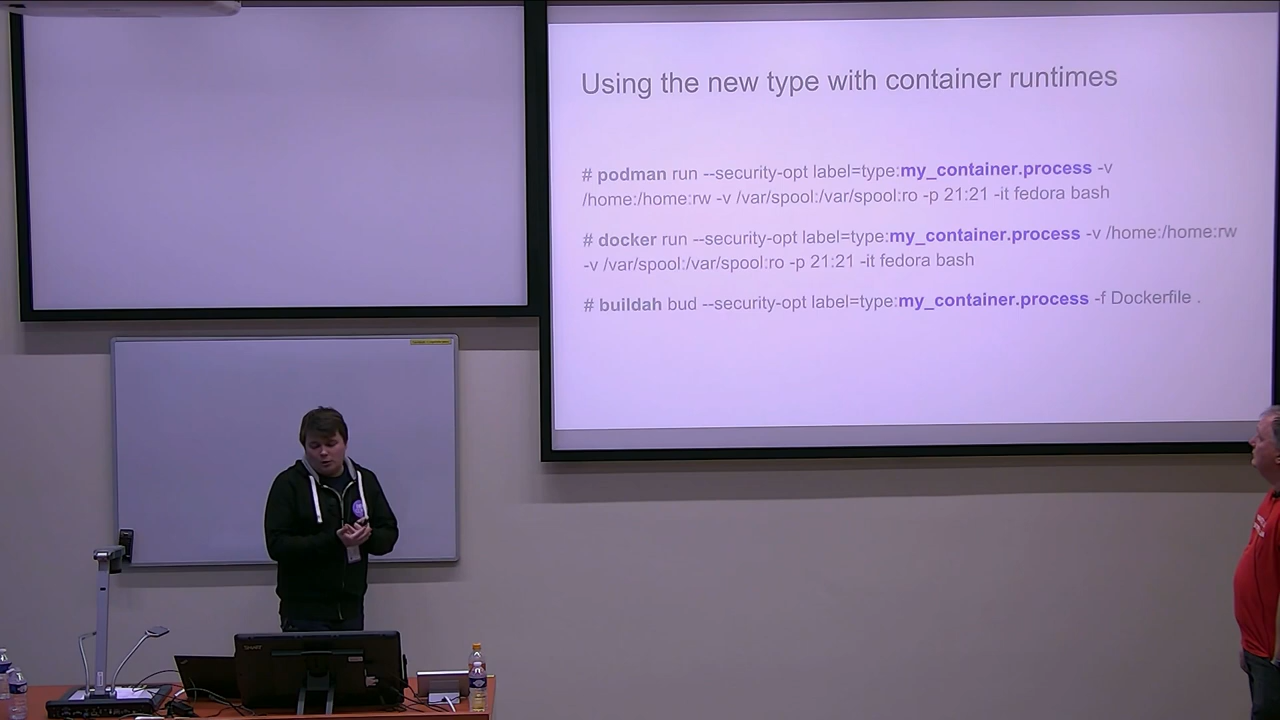 Using the new type with container runtimes
# podman run --security-opt label=type:my_container.process -v
/home:/home:rw -v /var/spool:/var/spool:ro -p 21:21 -it fedora bash
# docker run --security-opt label=type:my_container.process -v /home:/home:rw
-v /var/spool:/var/spool:ro -p 21:21 -it fedora bash
# buildah bud --security-opt label=type:my_container.process -f Dockerfile .